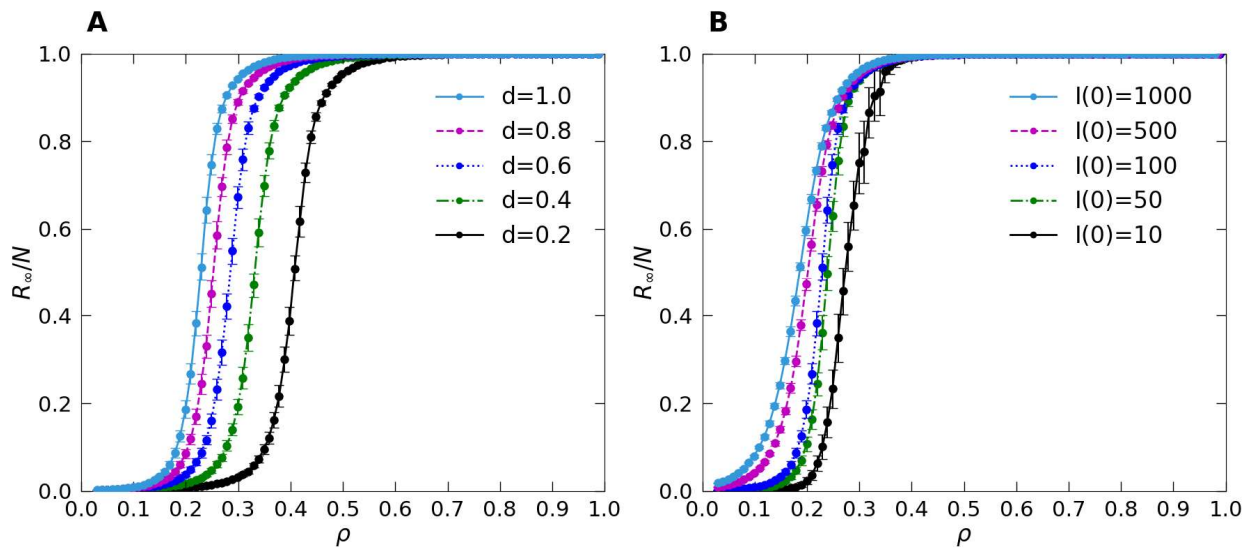 A
R∞/N
1.0
0.8
0.6
0.4
0.2
0.0
d=1.0
d=0.8
d=0.6
d=0.4
d=0.2
0.0 0.1 0.2 0.3 0.4 0.5 0.6 0.7 0.8 0.9 1.0
ρ
B
R∞/N
1.0
0.8
0.6
0.4
0.2
0.0
I(0)=1000
I(0)=500
I(0)=100
I(0)=50
I(0)=10
0.0 0.1 0.2 0.3 0.4 0.5 0.6 0.7 0.8 0.9 1.0
ρ